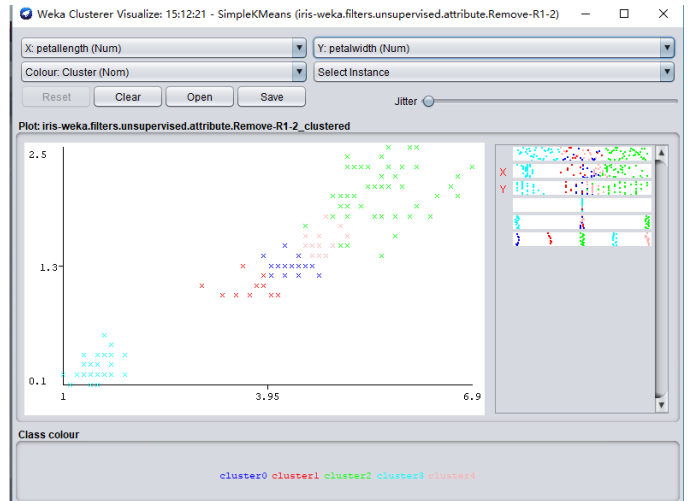 Weka Clusterer Visualize: 15:12:21 - SimpleKMeans (iris-weka.filters.unsupervised.attribute.Remove-R1-2)
X: petallength (Num) Y: petalwidth (Num)
Colour: Cluster (Nom) Select Instance
Reset Clear Open Save Jitter
Plot: iris-weka.filters.unsupervised.attribute.Remove-R1-2_clustered
2.5
X
Y
1.3
0.1
1 3.95 6.9
Class colour
cluster0 cluster1 cluster2 cluster3 cluster4